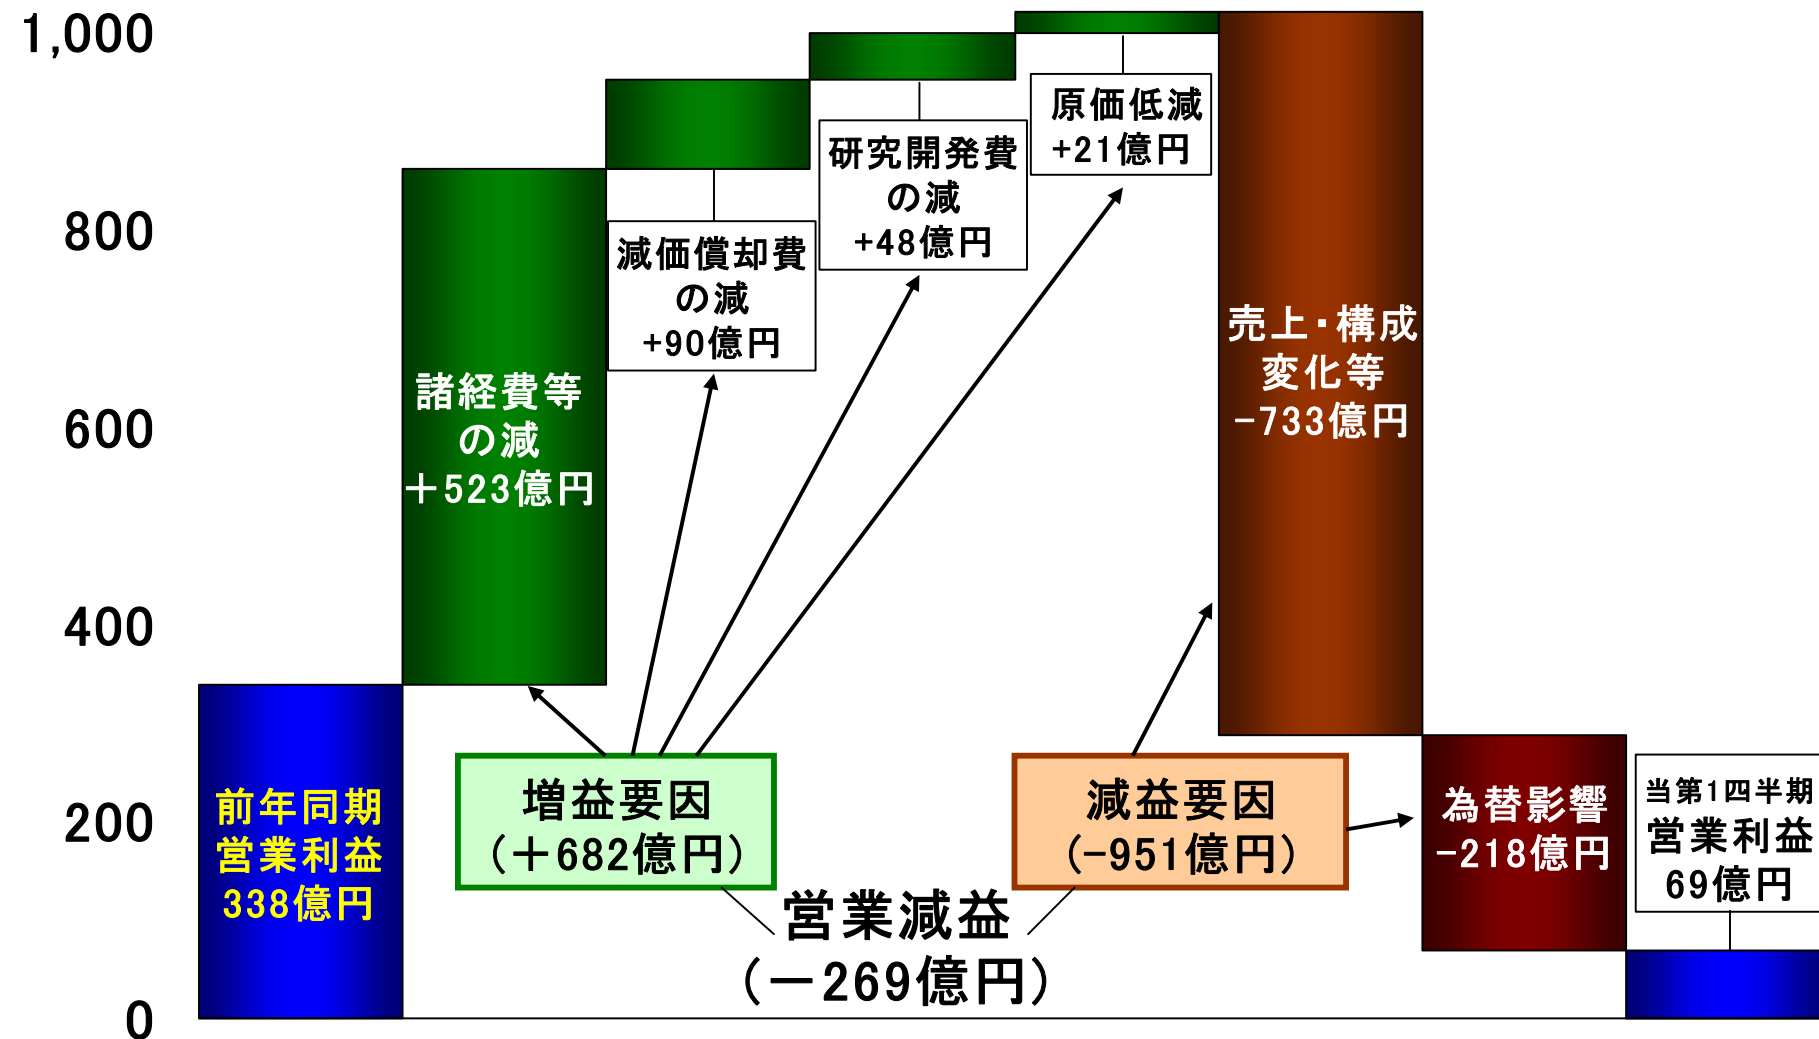 1,000
800
600
400
200
0
前年同期
営業利益
338億円
諸経費等
の減
＋523億円
減価償却費
の減
+90億円
研究開発費
の減
+48億円
原価低減
+21億円
売上・構成
変化等
-733億円
為替影響
-218億円
当第1四半期
営業利益
69億円
増益要因
（＋682億円）
減益要因
（-951億円）
営業減益
（－269億円）